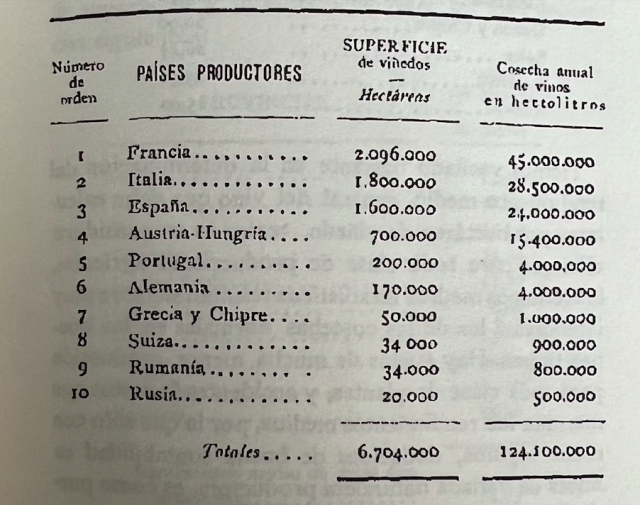 Número de orden | PAÍSES PRODUCTORES | SUPERFICIE de viñedos — Hectáreas | Cosecha anual de vinos en hectolitros
1 Francia........... 2.096.000 45.000.000
2 Italia............ 1.800.000 28.500.000
3 España........... 1.600.000 24.000.000
4 Austria-Hungría.... 700.000 15.400.000
5 Portugal.......... 200.000 4.000.000
6 Alemania ......... 170.000 4.000.000
7 Grecia y Chipre.... 50.000 1.000.000
8 Suiza............ 34 000 900.000
9 Rumanía.......... 34.000 800.000
10 Rusia............ 20.000 500.000
Totales..... 6.704.000 124.100.000